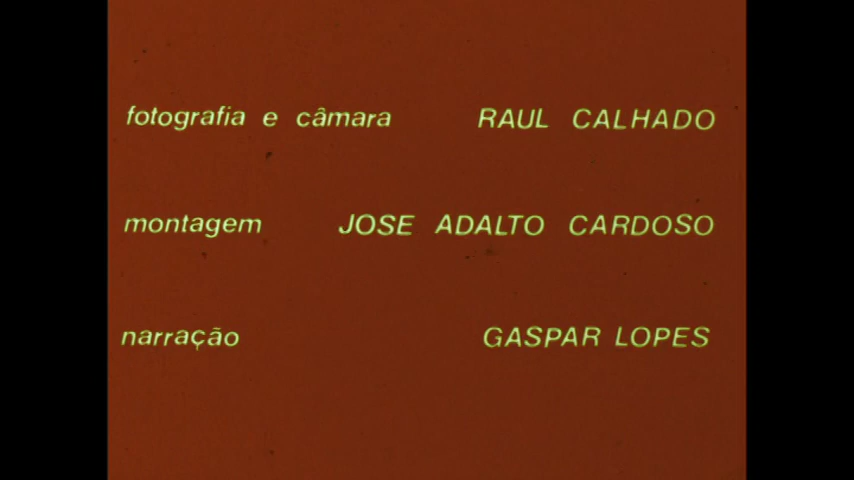 fotografia e câmara RAUL CALHADO
montagem JOSE ADALTO CARDOSO
narração GASPAR LOPES